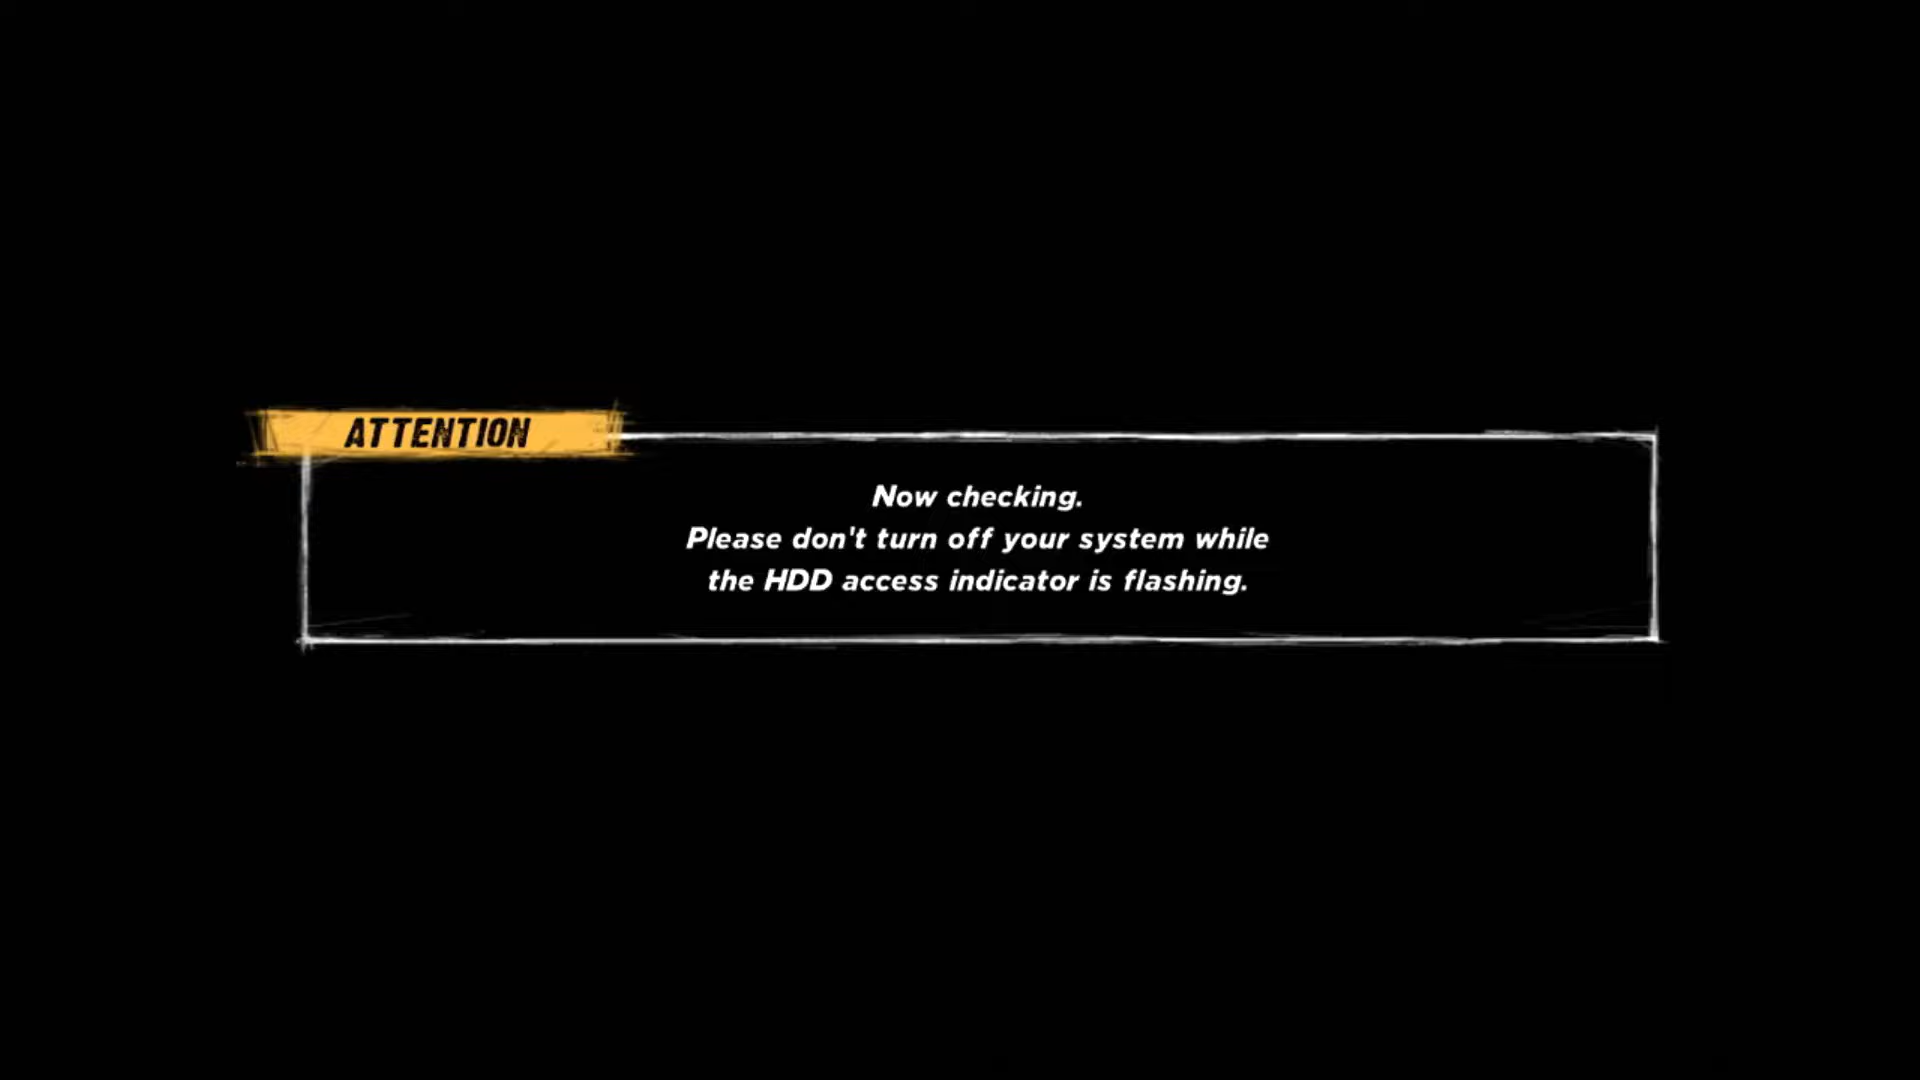 ATTENTION
Now checking.
Please don't turn off your system while
the HDD access indicator is flashing.